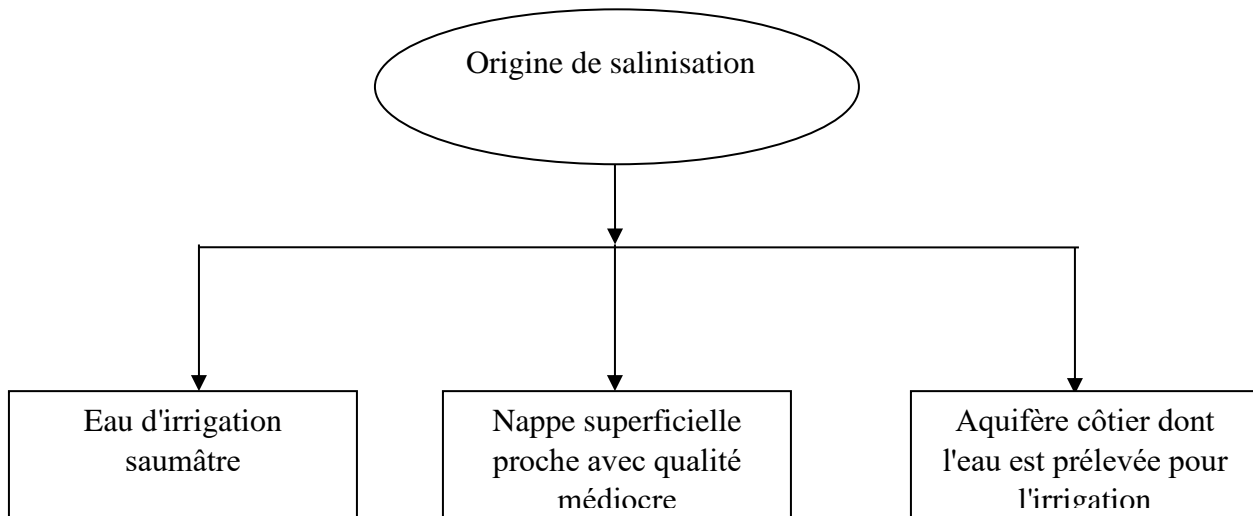 Origine de salinisation
Eau d'irrigation
saumâtre
Nappe superficielle
proche avec qualité
médiocre
Aquifère côtier dont
l'eau est prélevée pour
l'irrigation